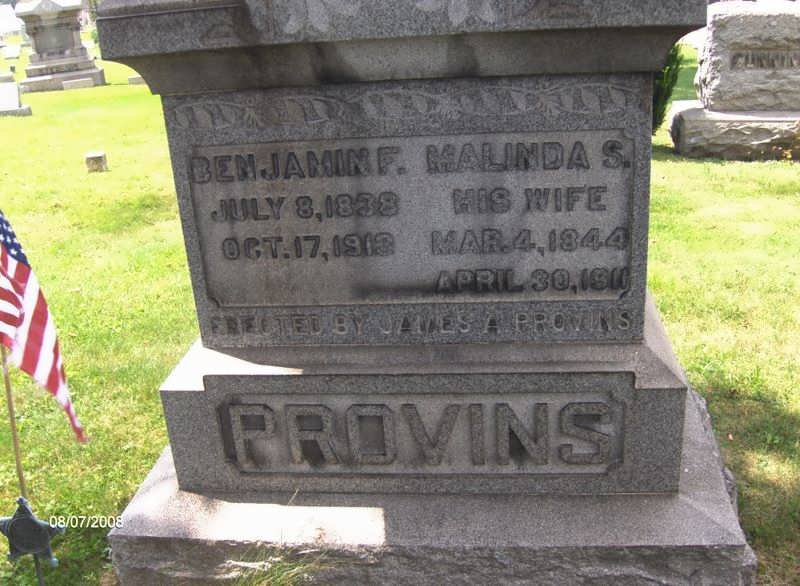 BENJAMIN F.
JULY 8, 1838
OCT. 17, 1913
MALINDA S.
HIS WIFE
MAR. 4, 1844
APRIL 30, 1911
ERECTED BY JAMES A. PROVINS
PROVINS
08/07/2008